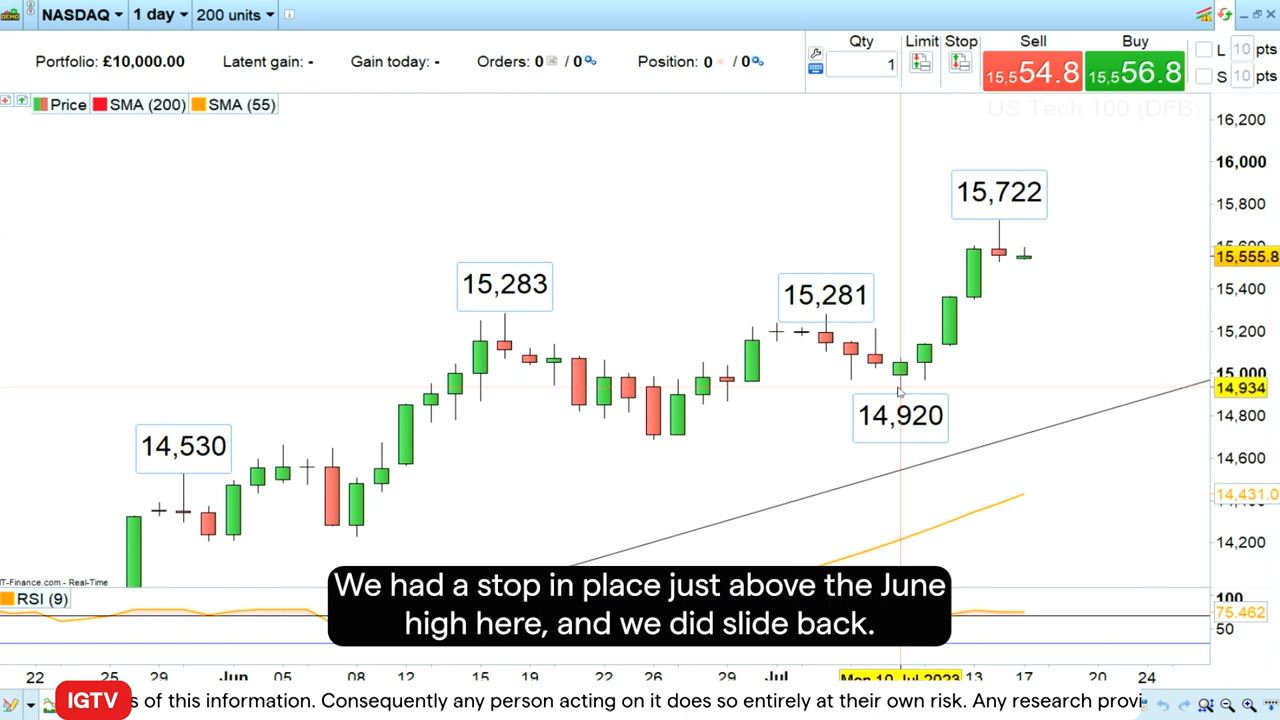 NASDAQ 1 day 200 units
Portfolio: £10,000.00 Latent gain: - Gain today: - Orders: 0 / 0 Position: 0 / 0
Qty Limit Stop Sell Buy
1 15,554.8 15,556.8
L 10 pts
S 10 pts
Price SMA (200) SMA (55)
US Tech 100 (DFB)
16,200
16,000
15,800
15,600
15,555.8
15,400
15,200
15,000
14,934
14,800
14,600
14,431.0
14,400
14,200
15,722
15,283
15,281
14,920
14,530
IT-Finance.com - Real-Time
We had a stop in place just above the June
high here, and we did slide back.
RSI (9)
100
75.462
50
22 25 29 Jun 05 08 12 15 19 22 26 29 Jul Mon 10 Jul 2023 13 17 20 24
IGTV
s of this information. Consequently any person acting on it does so entirely at their own risk. Any research provi